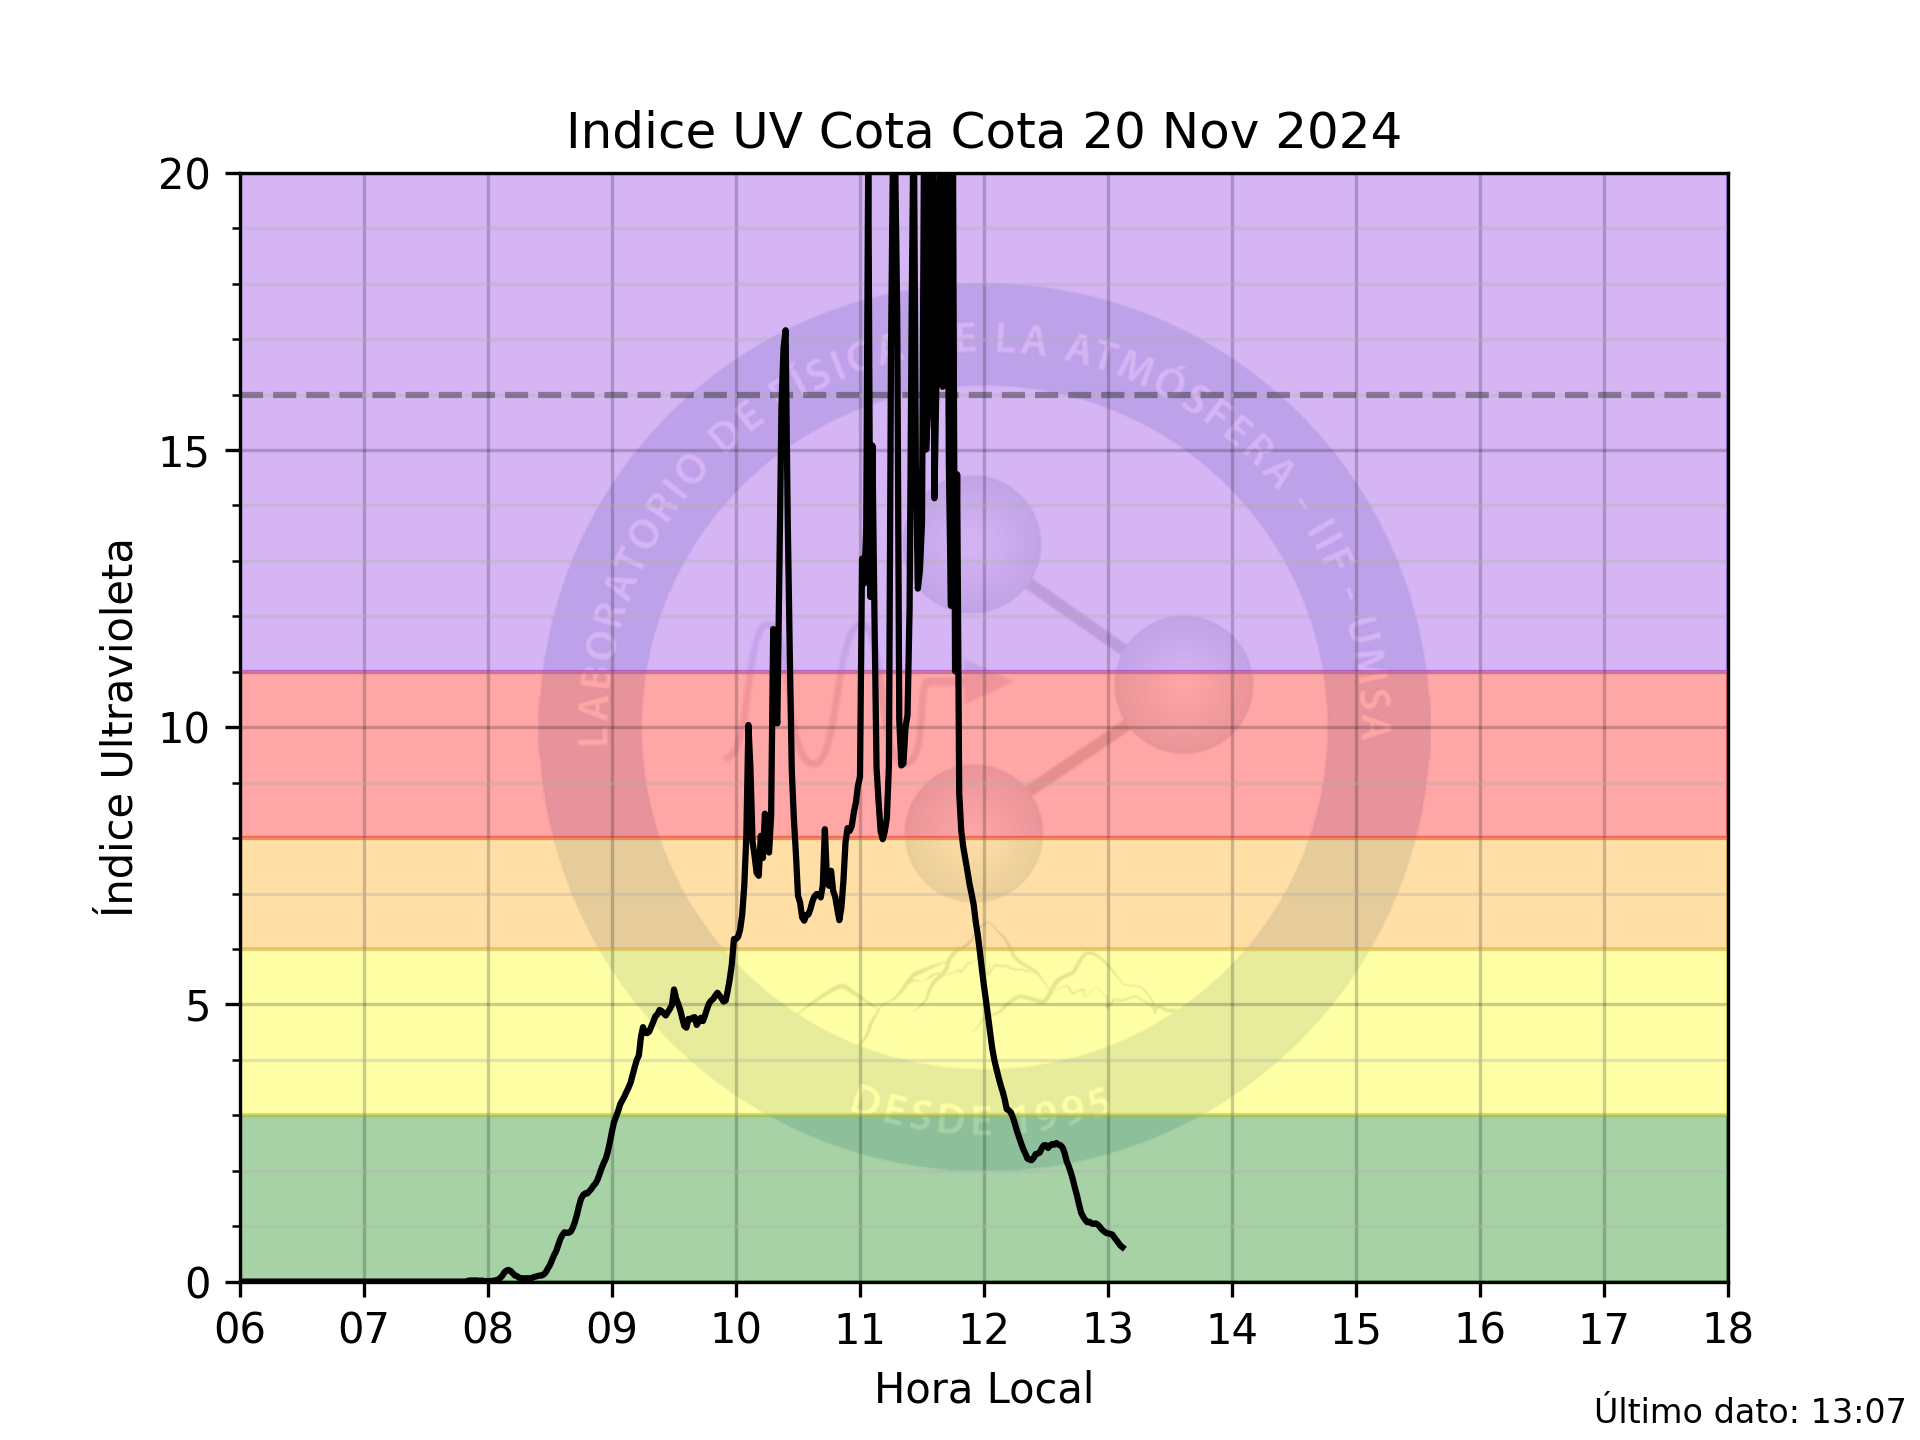 Indice UV Cota Cota 20 Nov 2024
20
15
10
5
0
Índice Ultravioleta
LABORATORIO DE FÍSICA DE LA ATMÓSFERA - IIF - UMSA
DESDE 1995
06 07 08 09 10 11 12 13 14 15 16 17 18
Hora Local
Último dato: 13:07